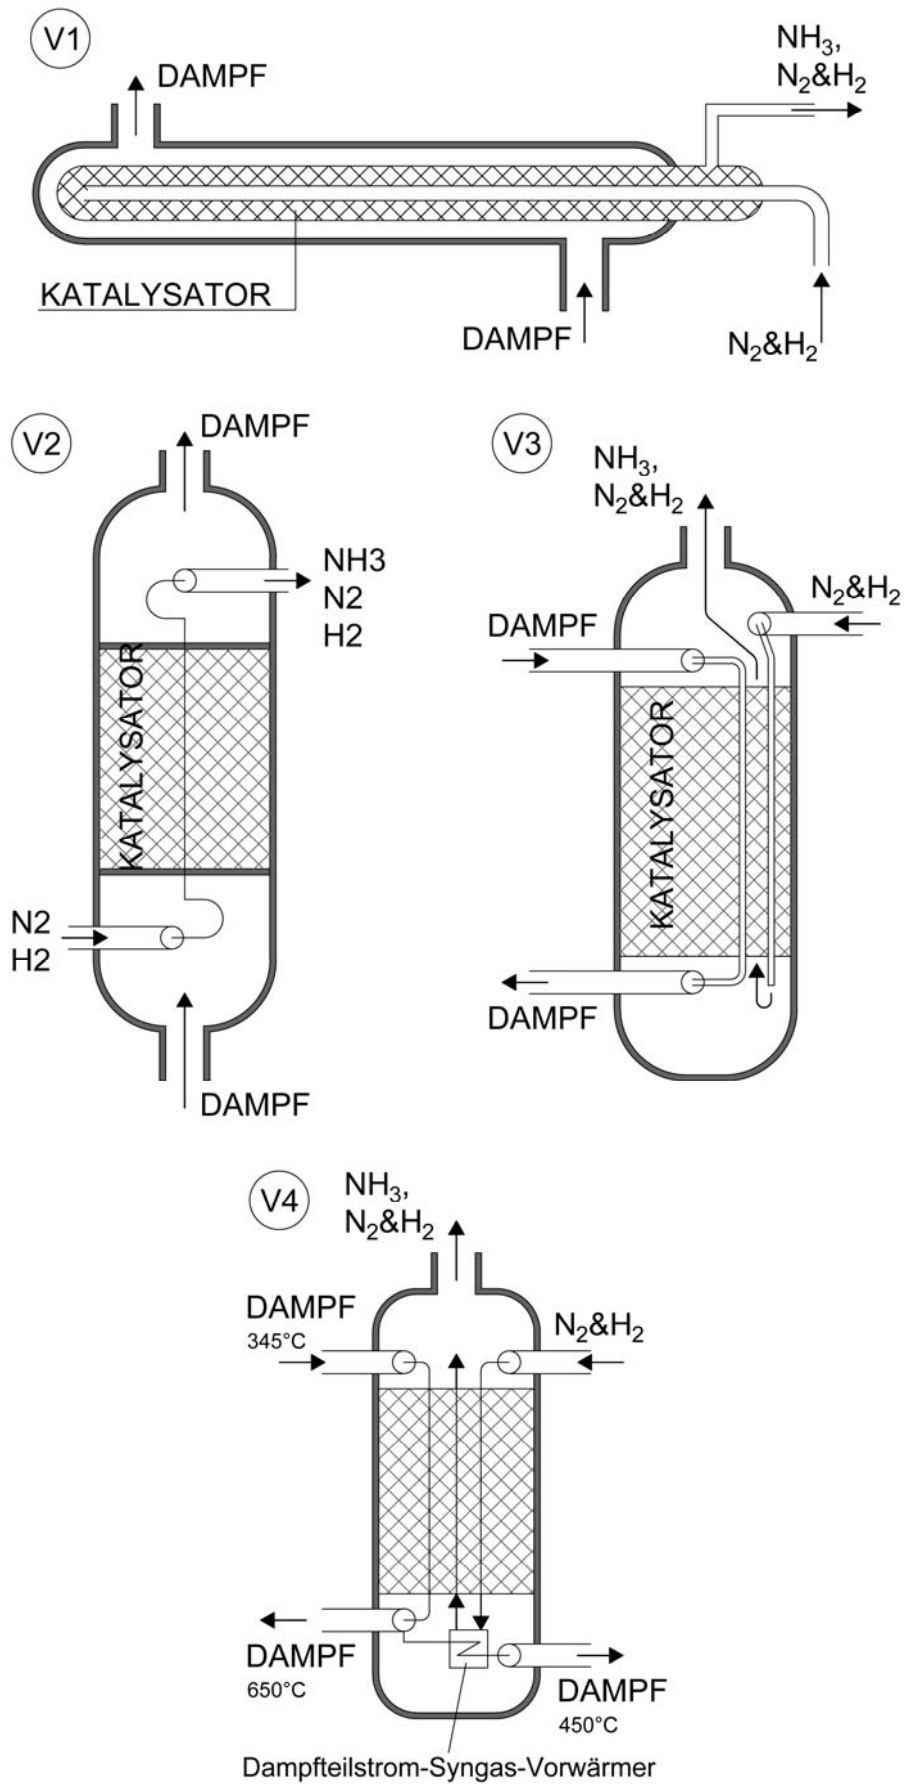 V1
DAMPF
NH₃,
N₂&H₂
KATALYSATOR
DAMPF
N₂&H₂
V2
DAMPF
NH3
N2
H2
KATALYSATOR
N2
H2
DAMPF
V3
NH₃,
N₂&H₂
N₂&H₂
DAMPF
KATALYSATOR
DAMPF
V4
NH₃,
N₂&H₂
DAMPF
345°C
N₂&H₂
DAMPF
650°C
DAMPF
450°C
Dampfteilstrom-Syngas-Vorwärmer